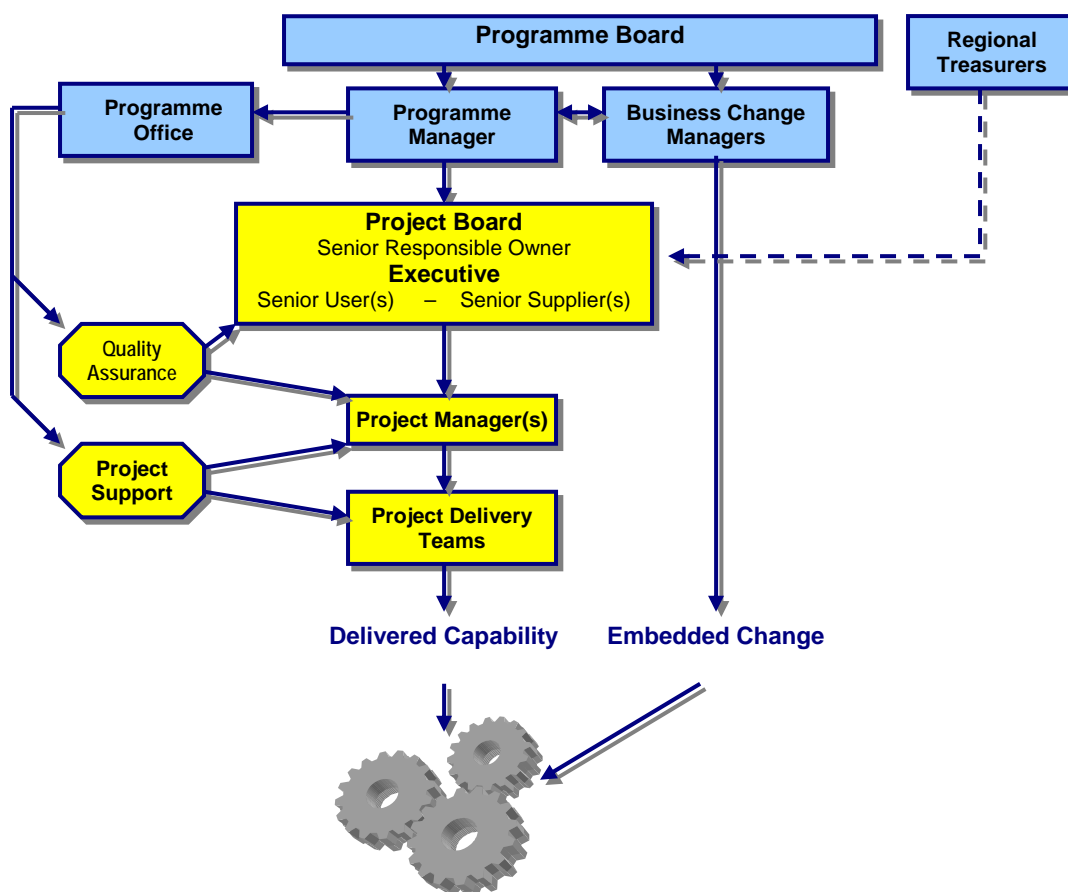 Programme Board
Regional
Treasurers
Programme
Office
Programme
Manager
Business Change
Managers
Project Board
Senior Responsible Owner
Executive
Senior User(s) – Senior Supplier(s)
Quality
Assurance
Project Manager(s)
Project
Support
Project Delivery
Teams
Delivered Capability
Embedded Change